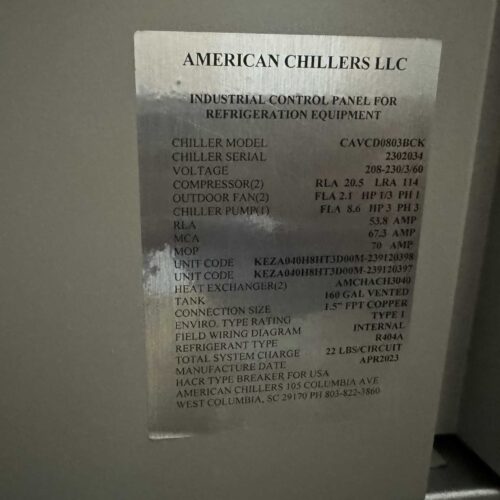 AMERICAN CHILLERS LLC
INDUSTRIAL CONTROL PANEL FOR
REFRIGERATION EQUIPMENT
CHILLER MODEL CAVCD0803BCK
CHILLER SERIAL 2302034
VOLTAGE 208-230/3/60
COMPRESSOR(2) RLA 20.5 LRA 114
OUTDOOR FAN(2) FLA 2.1 HP 1/3 PH 1
CHILLER PUMP(1) FLA 8.6 HP 3 PH 3
RLA 53.8 AMP
MCA 67.3 AMP
MOP 70 AMP
UNIT CODE KEZA040H8HT3D00M-239120398
UNIT CODE KEZA040H8HT3D00M-239120397
HEAT EXCHANGER(2) AMCHACH3040
TANK 160 GAL VENTED
CONNECTION SIZE 1.5" FPT COPPER
ENVIRO. TYPE RATING TYPE 1
FIELD WIRING DIAGRAM INTERNAL
REFRIGERANT TYPE R404A
TOTAL SYSTEM CHARGE 22 LBS/CIRCUIT
MANUFACTURE DATE APR2023
HACR TYPE BREAKER FOR USA
AMERICAN CHILLERS 105 COLUMBIA AVE
WEST COLUMBIA, SC 29170 PH 803-822-3860